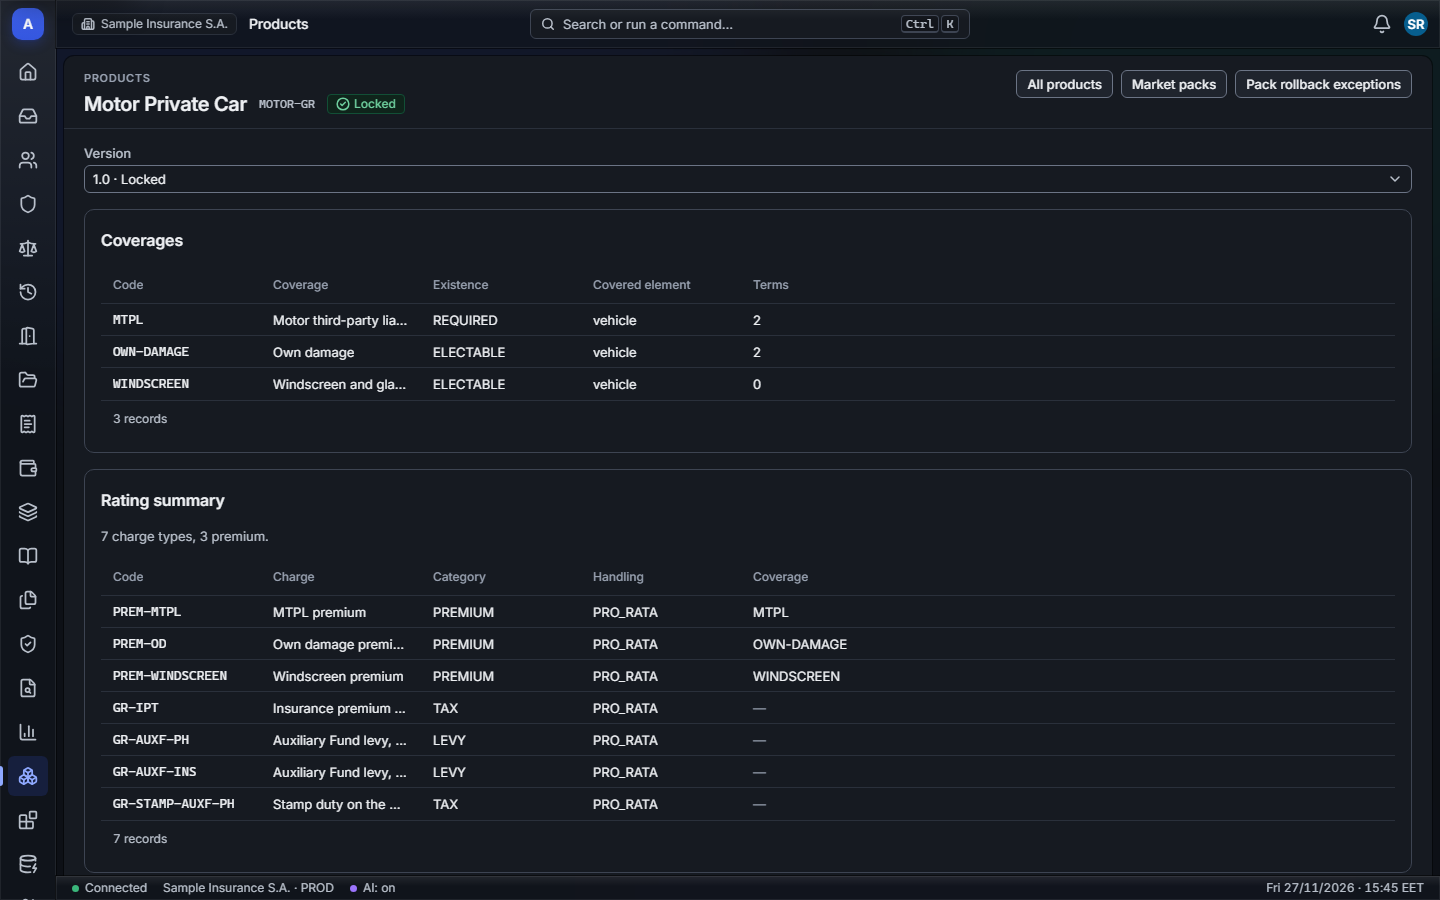 A
Sample Insurance S.A.
Products
Search or run a command...
Ctrl K
SR
PRODUCTS
Motor Private Car MOTOR-GR Locked
All products
Market packs
Pack rollback exceptions
Version
1.0 · Locked
Coverages
Code Coverage Existence Covered element Terms
MTPL Motor third-party lia... REQUIRED vehicle 2
OWN-DAMAGE Own damage ELECTABLE vehicle 2
WINDSCREEN Windscreen and gla... ELECTABLE vehicle 0
3 records
Rating summary
7 charge types, 3 premium.
Code Charge Category Handling Coverage
PREM-MTPL MTPL premium PREMIUM PRO_RATA MTPL
PREM-OD Own damage premi... PREMIUM PRO_RATA OWN-DAMAGE
PREM-WINDSCREEN Windscreen premium PREMIUM PRO_RATA WINDSCREEN
GR-IPT Insurance premium ... TAX PRO_RATA —
GR-AUXF-PH Auxiliary Fund levy, ... LEVY PRO_RATA —
GR-AUXF-INS Auxiliary Fund levy, ... LEVY PRO_RATA —
GR-STAMP-AUXF-PH Stamp duty on the ... TAX PRO_RATA —
7 records
Connected Sample Insurance S.A. · PROD AI: on
Fri 27/11/2026 · 15:45 EET